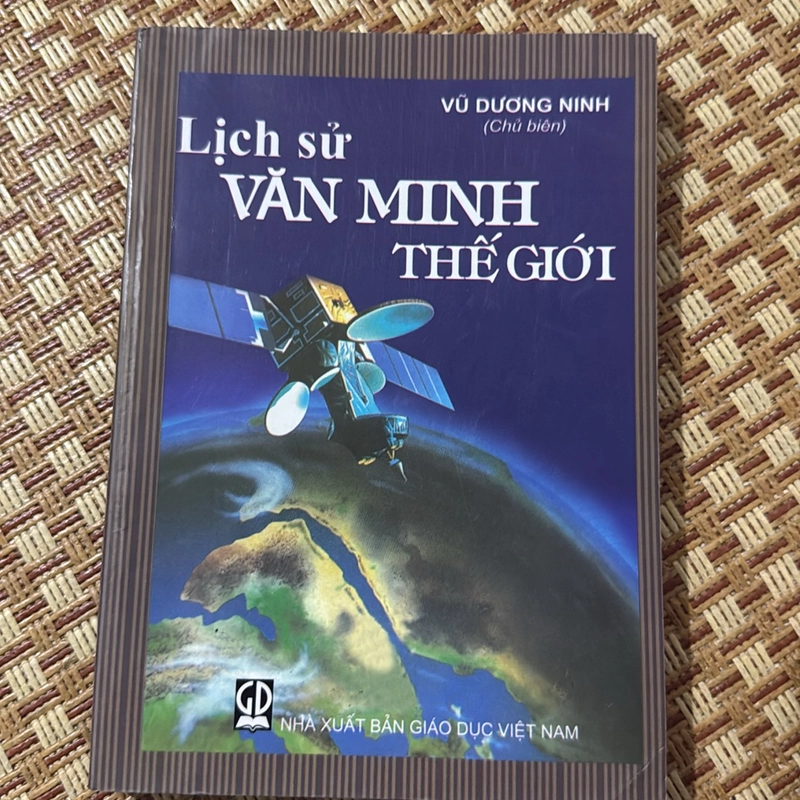 VŨ DƯƠNG NINH
(Chủ biên)
Lịch sử
VĂN MINH
THẾ GIỚI
GD
NHÀ XUẤT BẢN GIÁO DỤC VIỆT NAM